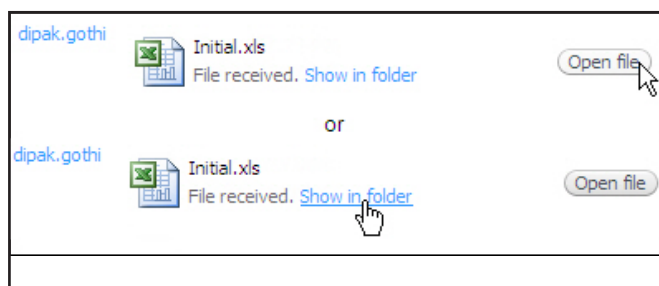 dipak.gothi
Initial.xls
File received. Show in folder
Open file
or
dipak.gothi
Initial.xls
File received. Show in folder
Open file